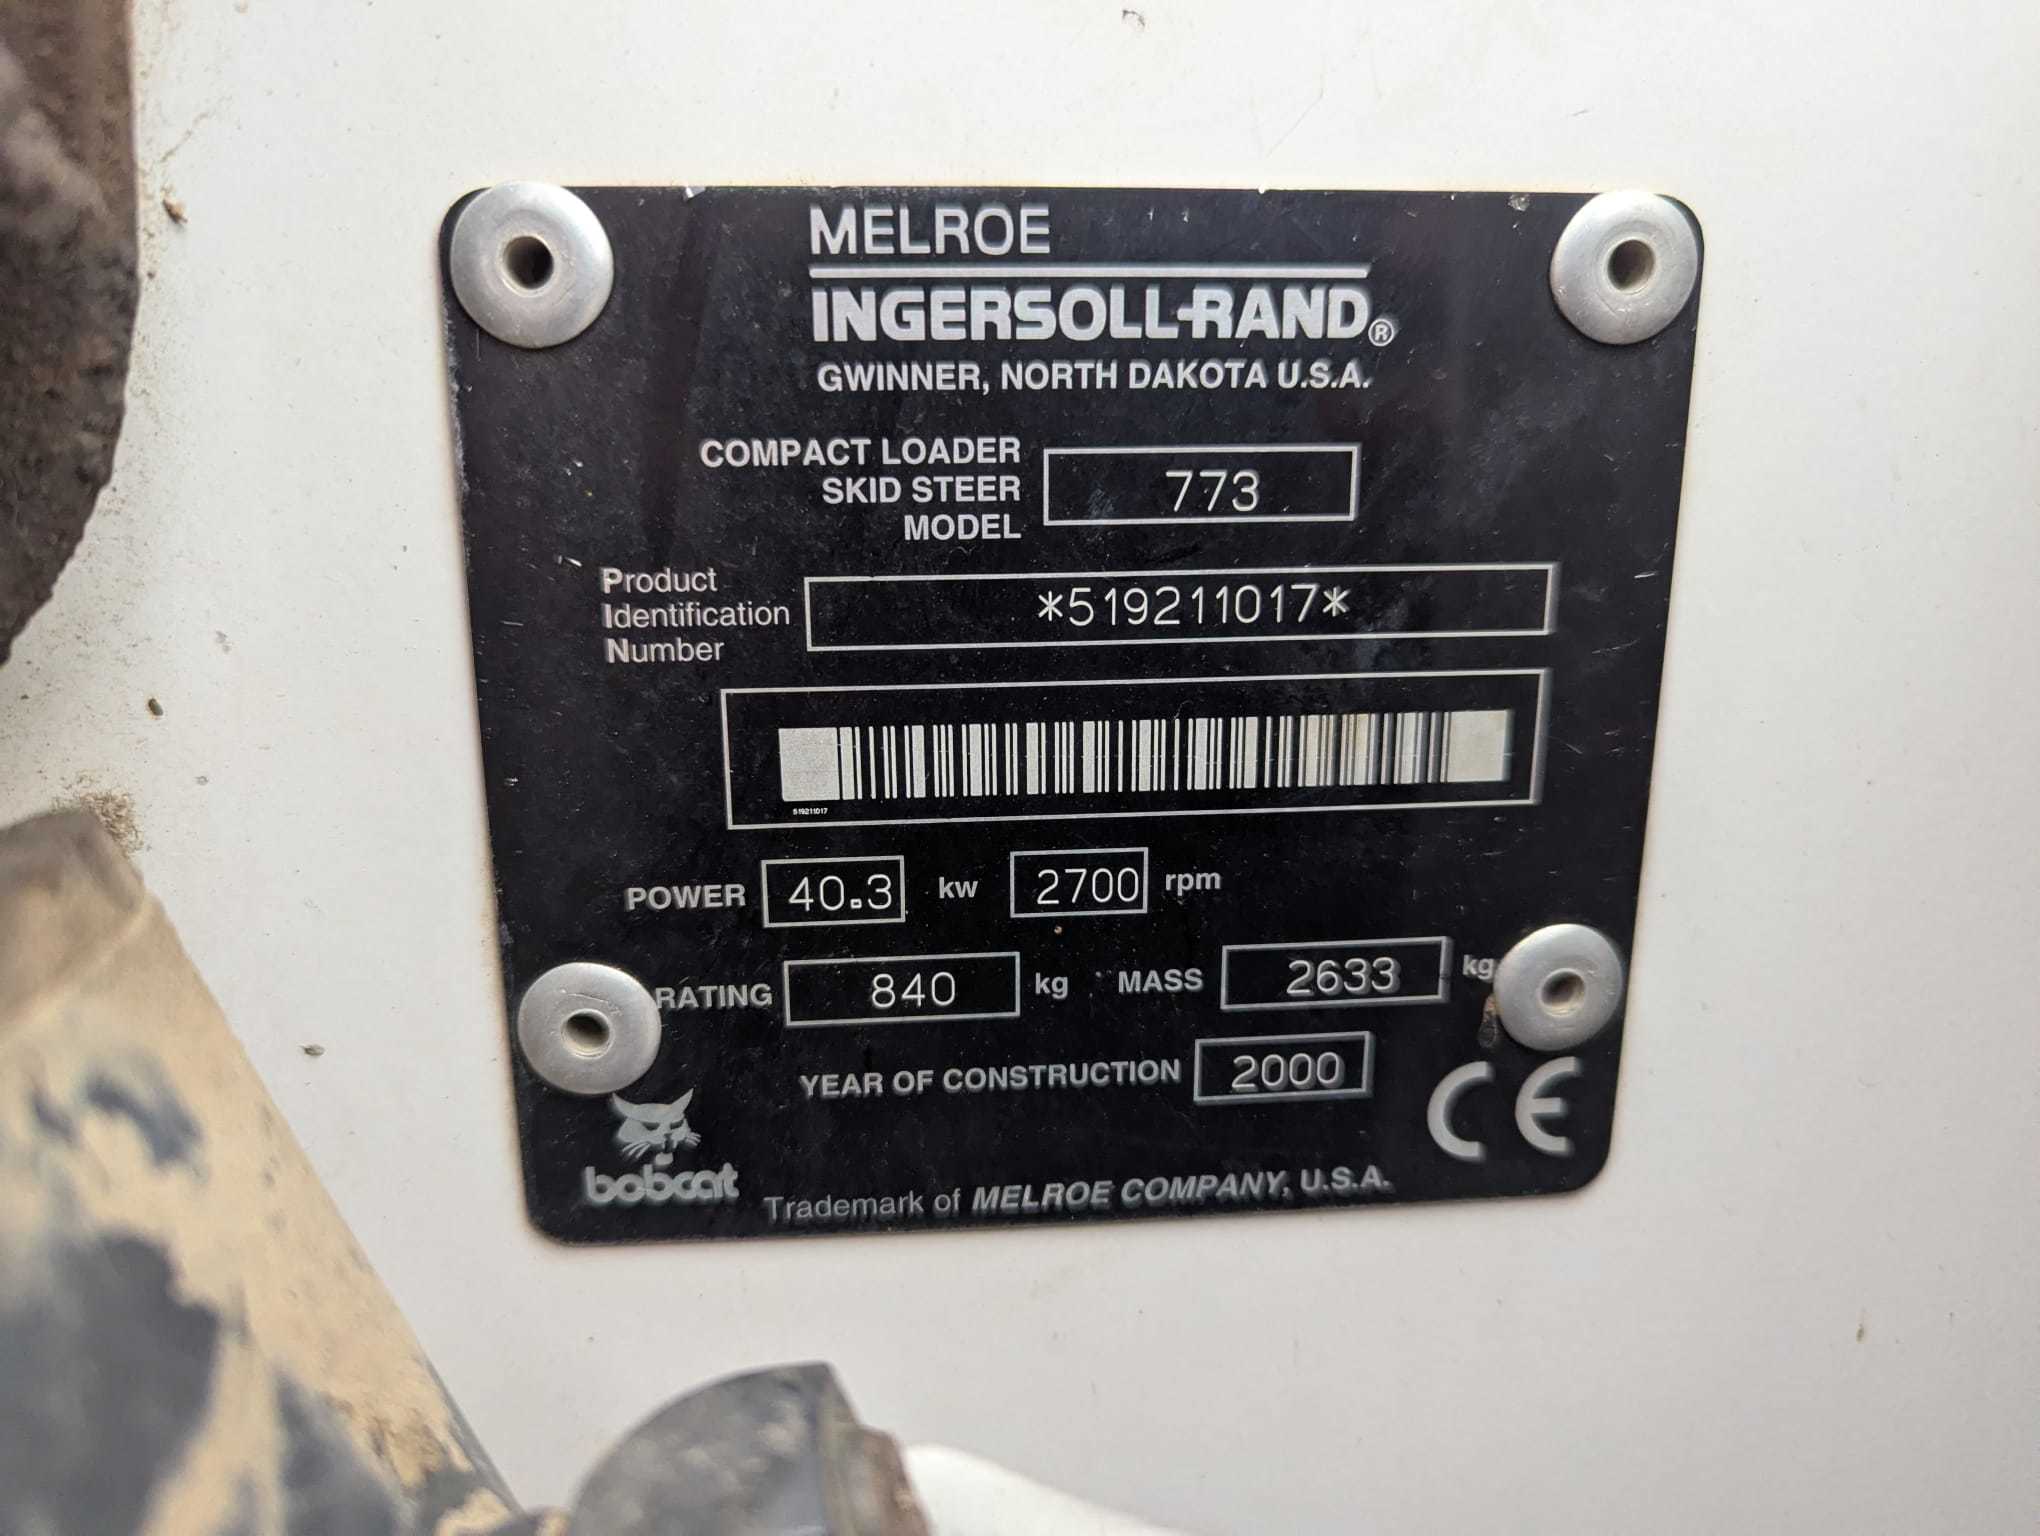 MELROE
INGERSOLL-RAND®
GWINNER, NORTH DAKOTA U.S.A.
COMPACT LOADER
SKID STEER
MODEL
773
Product
Identification
Number
*519211017*
519211017
POWER 40.3 kw 2700 rpm
RATING 840 kg MASS 2633 kg
YEAR OF CONSTRUCTION 2000
CE
bobcat
Trademark of MELROE COMPANY, U.S.A.